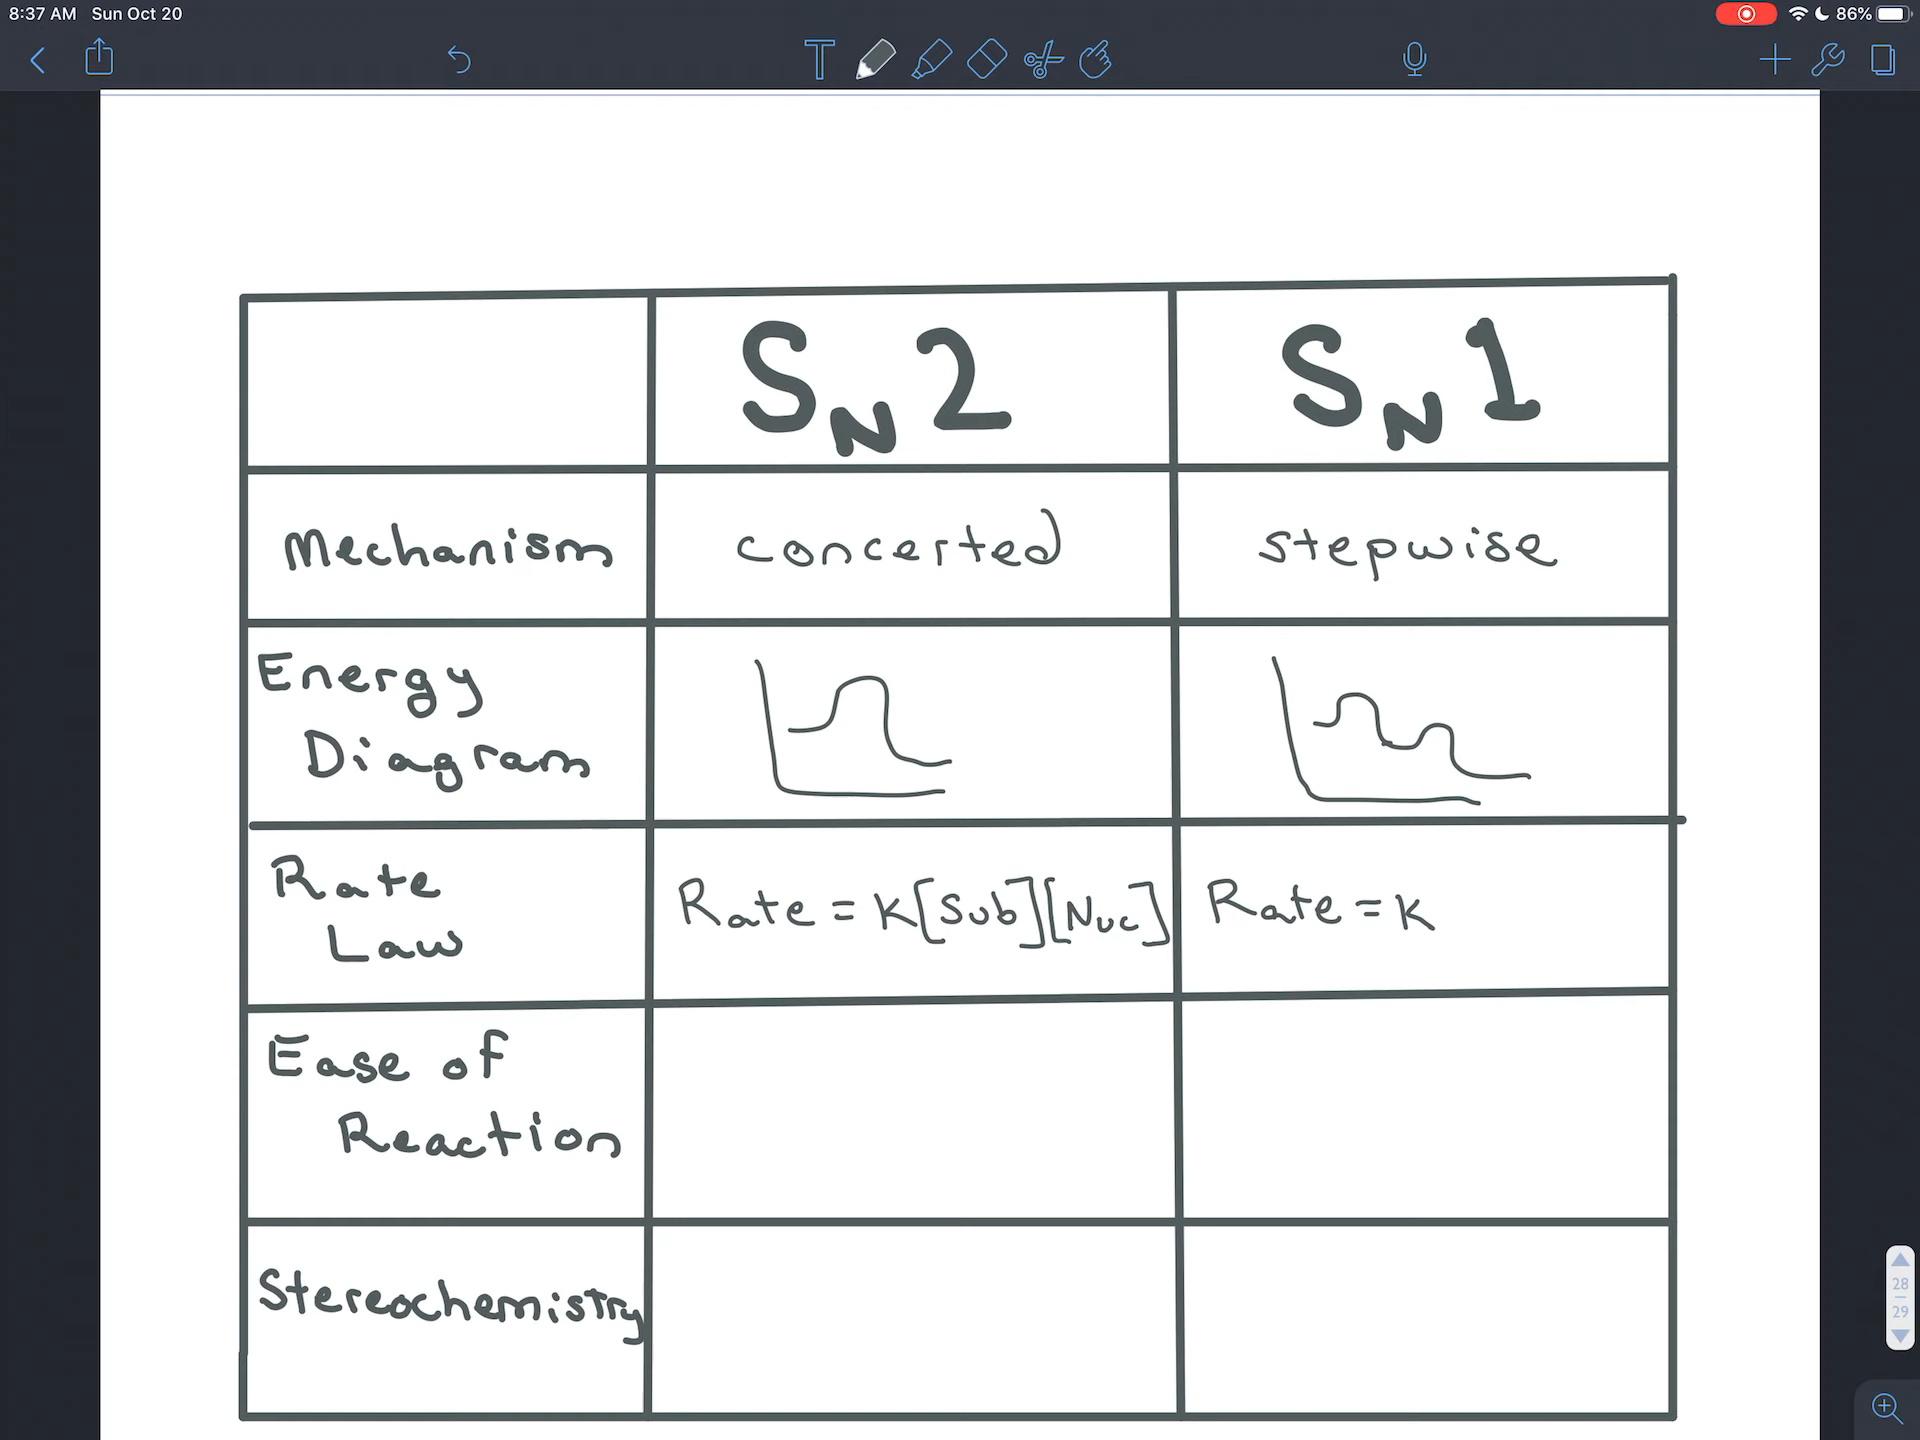 8:37 AM Sun Oct 20 86%
T
SN2 SN1
Mechanism concerted stepwise
Energy
Diagram
Rate
Law
Rate = K[Sub][Nuc] Rate = K
Ease of
Reaction
Stereochemistry
28
29